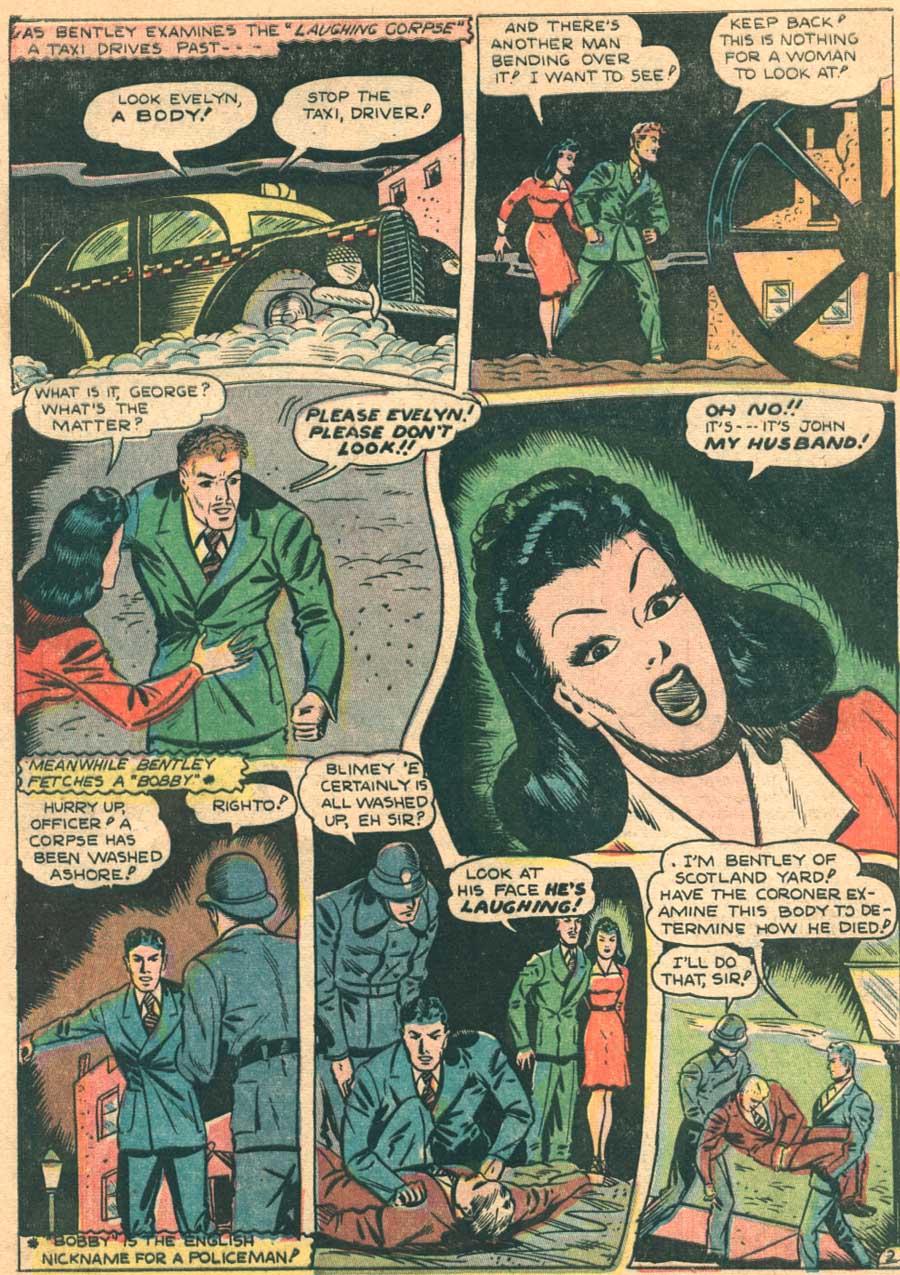 AS BENTLEY EXAMINES THE "LAUGHING CORPSE"
A TAXI DRIVES PAST----
LOOK EVELYN,
A BODY!
STOP THE
TAXI, DRIVER!
AND THERE'S
ANOTHER MAN
BENDING OVER
IT! I WANT TO SEE!
KEEP BACK!
THIS IS NOTHING
FOR A WOMAN
TO LOOK AT!
WHAT IS IT, GEORGE?
WHAT'S THE
MATTER?
PLEASE EVELYN!
PLEASE DON'T
LOOK!!
OH NO!!
IT'S---IT'S JOHN
MY HUSBAND!
MEANWHILE BENTLEY
FETCHES A "BOBBY"*
HURRY UP,
OFFICER! A
CORPSE HAS
BEEN WASHED
ASHORE!
RIGHTO!
* "BOBBY" IS THE ENGLISH
NICKNAME FOR A POLICEMAN!
BLIMEY 'E
CERTAINLY IS
ALL WASHED
UP, EH SIR?
LOOK AT
HIS FACE HE'S
LAUGHING!
I'M BENTLEY OF
SCOTLAND YARD!
HAVE THE CORONER EX-
AMINE THIS BODY TO DE-
TERMINE HOW HE DIED!
I'LL DO
THAT, SIR!
2